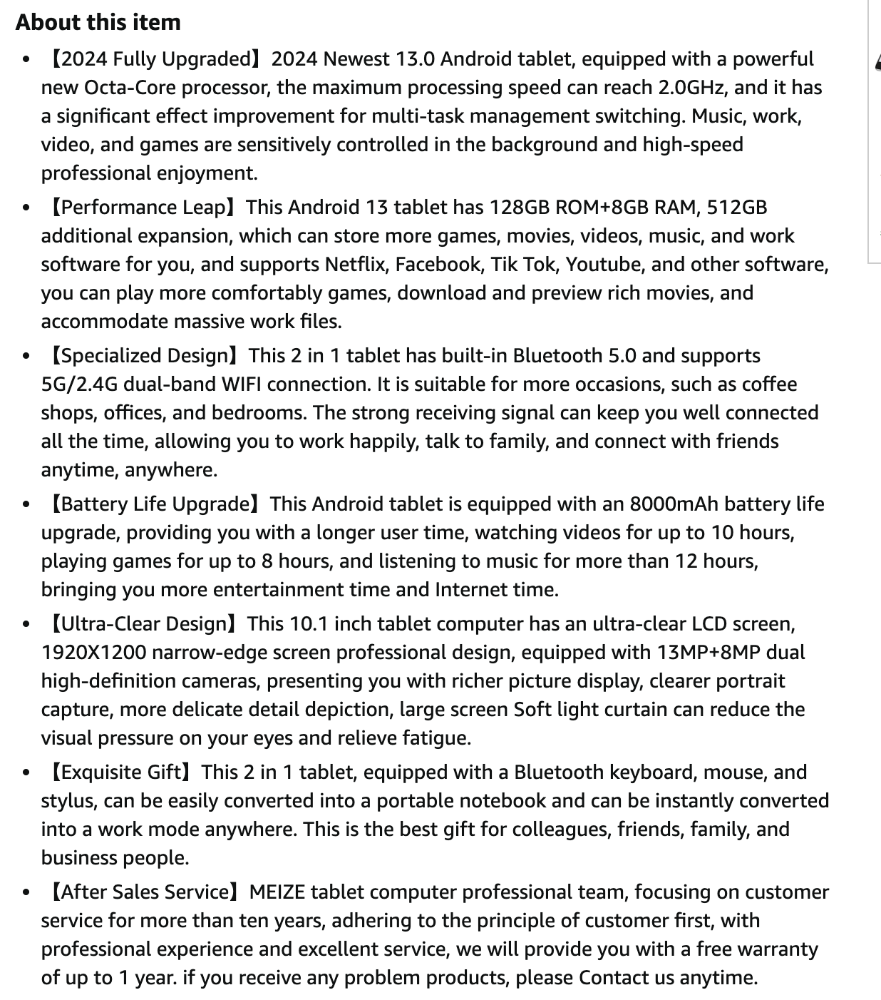 About this item
• 【2024 Fully Upgraded】2024 Newest 13.0 Android tablet, equipped with a powerful
new Octa-Core processor, the maximum processing speed can reach 2.0GHz, and it has
a significant effect improvement for multi-task management switching. Music, work,
video, and games are sensitively controlled in the background and high-speed
professional enjoyment.
• 【Performance Leap】This Android 13 tablet has 128GB ROM+8GB RAM, 512GB
additional expansion, which can store more games, movies, videos, music, and work
software for you, and supports Netflix, Facebook, Tik Tok, Youtube, and other software,
you can play more comfortably games, download and preview rich movies, and
accommodate massive work files.
• 【Specialized Design】This 2 in 1 tablet has built-in Bluetooth 5.0 and supports
5G/2.4G dual-band WIFI connection. It is suitable for more occasions, such as coffee
shops, offices, and bedrooms. The strong receiving signal can keep you well connected
all the time, allowing you to work happily, talk to family, and connect with friends
anytime, anywhere.
• 【Battery Life Upgrade】This Android tablet is equipped with an 8000mAh battery life
upgrade, providing you with a longer user time, watching videos for up to 10 hours,
playing games for up to 8 hours, and listening to music for more than 12 hours,
bringing you more entertainment time and Internet time.
• 【Ultra-Clear Design】This 10.1 inch tablet computer has an ultra-clear LCD screen,
1920X1200 narrow-edge screen professional design, equipped with 13MP+8MP dual
high-definition cameras, presenting you with richer picture display, clearer portrait
capture, more delicate detail depiction, large screen Soft light curtain can reduce the
visual pressure on your eyes and relieve fatigue.
• 【Exquisite Gift】This 2 in 1 tablet, equipped with a Bluetooth keyboard, mouse, and
stylus, can be easily converted into a portable notebook and can be instantly converted
into a work mode anywhere. This is the best gift for colleagues, friends, family, and
business people.
• 【After Sales Service】MEIZE tablet computer professional team, focusing on customer
service for more than ten years, adhering to the principle of customer first, with
professional experience and excellent service, we will provide you with a free warranty
of up to 1 year. if you receive any problem products, please Contact us anytime.